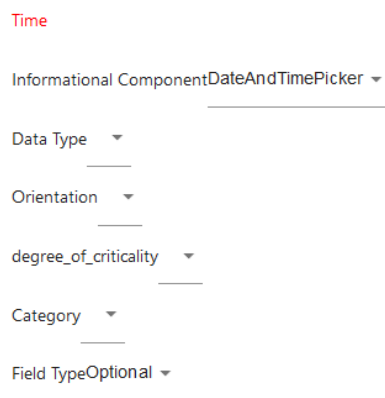 Time
Informational Component DateAndTimePicker
Data Type
Orientation
degree_of_criticality
Category
Field Type Optional